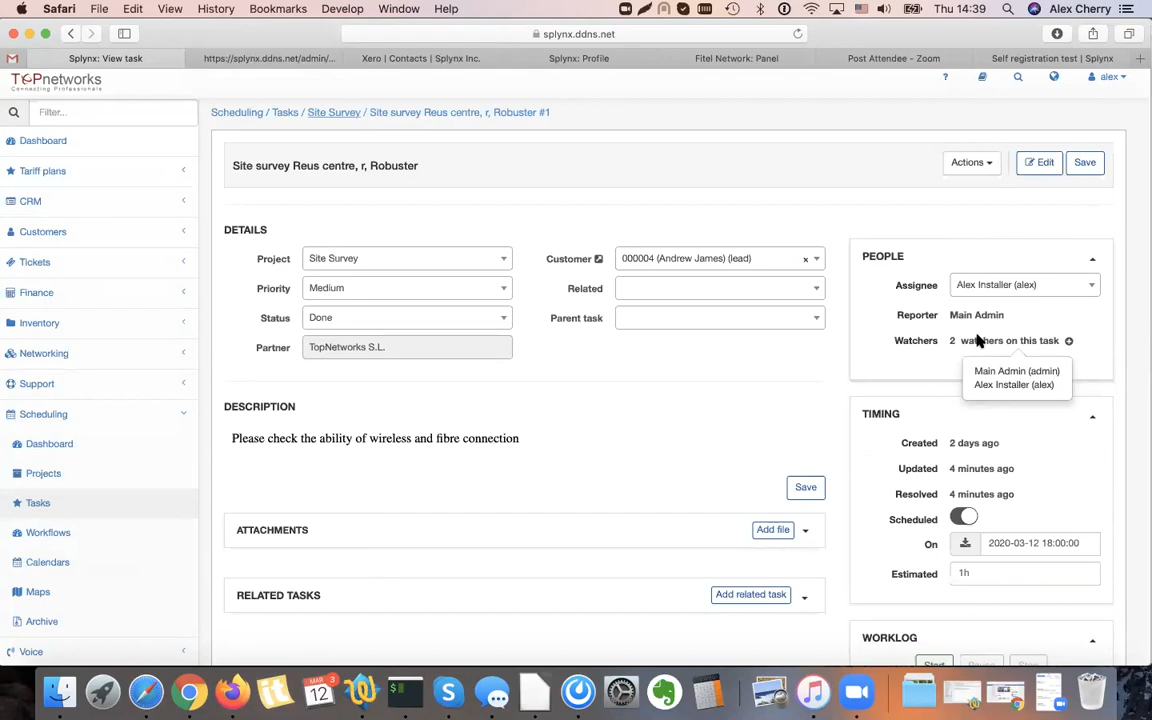 Safari File Edit View History Bookmarks Develop Window Help Thu 14:39 Alex Cherry
splynx.ddns.net
Splynx: View task https://splynx.ddns.net/admin/... Xero | Contacts | Splynx Inc. Splynx: Profile Fitel Network: Panel Post Attendee - Zoom Self registration test | Splynx
TOPnetworks
Connecting Professionals
? alex
Filter...
Scheduling / Tasks / Site Survey / Site survey Reus centre, r, Robuster #1
Dashboard
Tariff plans
CRM
Customers
Tickets
Finance
Inventory
Networking
Support
Scheduling
Dashboard
Projects
Tasks
Workflows
Calendars
Maps
Archive
Voice
Site survey Reus centre, r, Robuster
Actions Edit Save
DETAILS
Project Site Survey Customer 000004 (Andrew James) (lead) ×
Priority Medium Related
Status Done Parent task
Partner TopNetworks S.L.
DESCRIPTION
Please check the ability of wireless and fibre connection
Save
ATTACHMENTS Add file
RELATED TASKS Add related task
PEOPLE
Assignee Alex Installer (alex)
Reporter Main Admin
Watchers 2 watchers on this task
Main Admin (admin)
Alex Installer (alex)
TIMING
Created 2 days ago
Updated 4 minutes ago
Resolved 4 minutes ago
Scheduled
On 2020-03-12 18:00:00
Estimated 1h
WORKLOG
Start Pause Stop
MAR
12
3